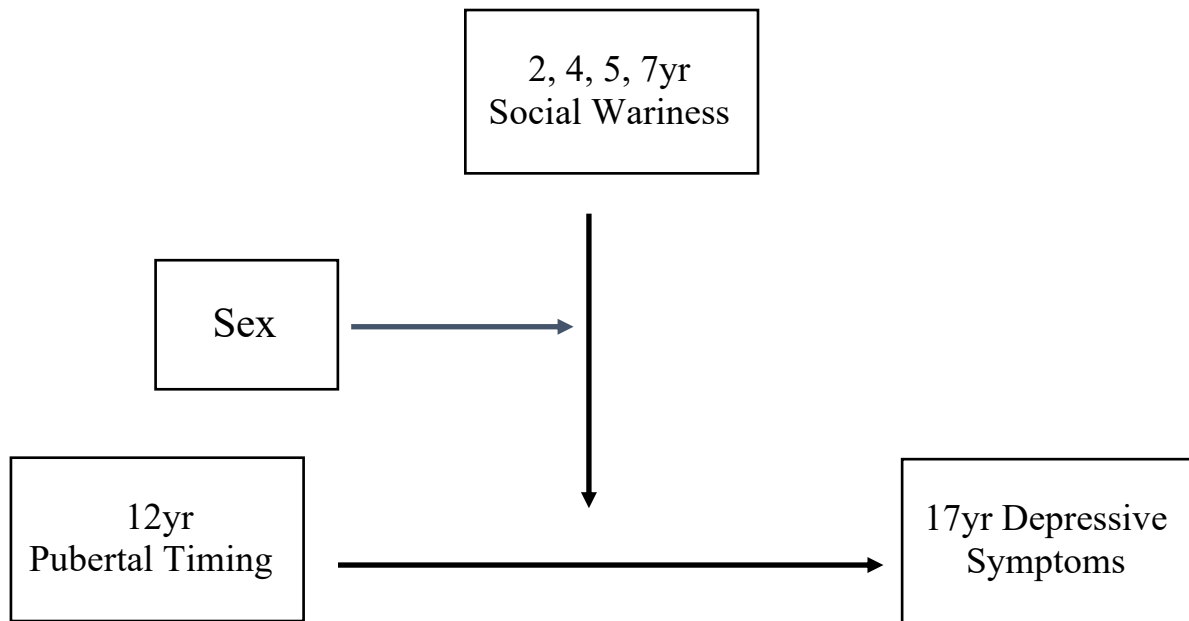 2, 4, 5, 7yr
Social Wariness
Sex
12yr
Pubertal Timing
17yr Depressive
Symptoms